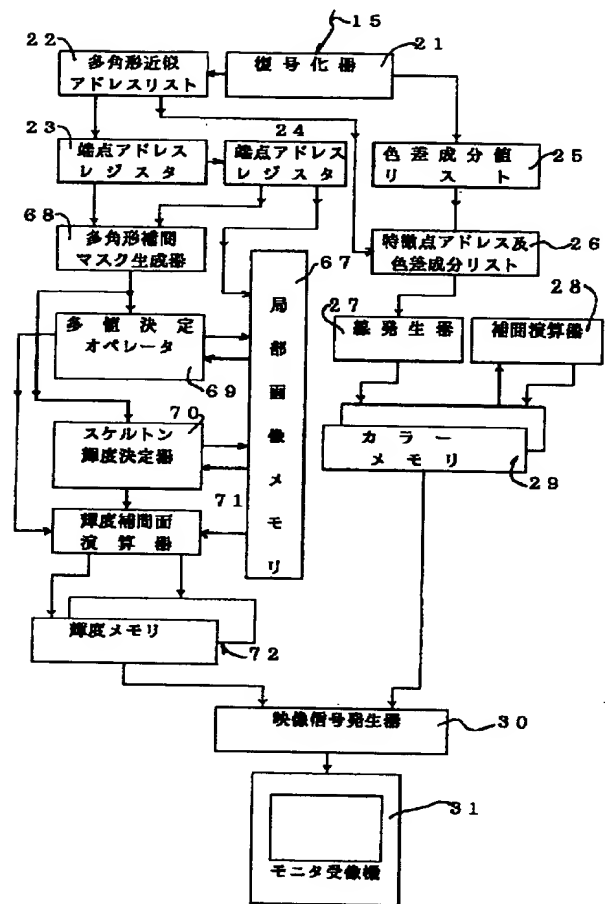 15
22
21
多角形近似
アドレスリスト
復号化器
23
24
端点アドレス
レジスタ
端点アドレス
レジスタ
色差成分値
リスト
25
68
多角形補間
マスク生成器
67
特徴点アドレス及
色差成分リスト
26
局部画像メモリ
27
線発生器
28
補間演算器
多値決定
オペレータ
69
70
スケルトン
輝度決定器
カラー
メモリ
29
71
輝度補間面
演算器
輝度メモリ
72
映像信号発生器
30
31
モニタ受像機